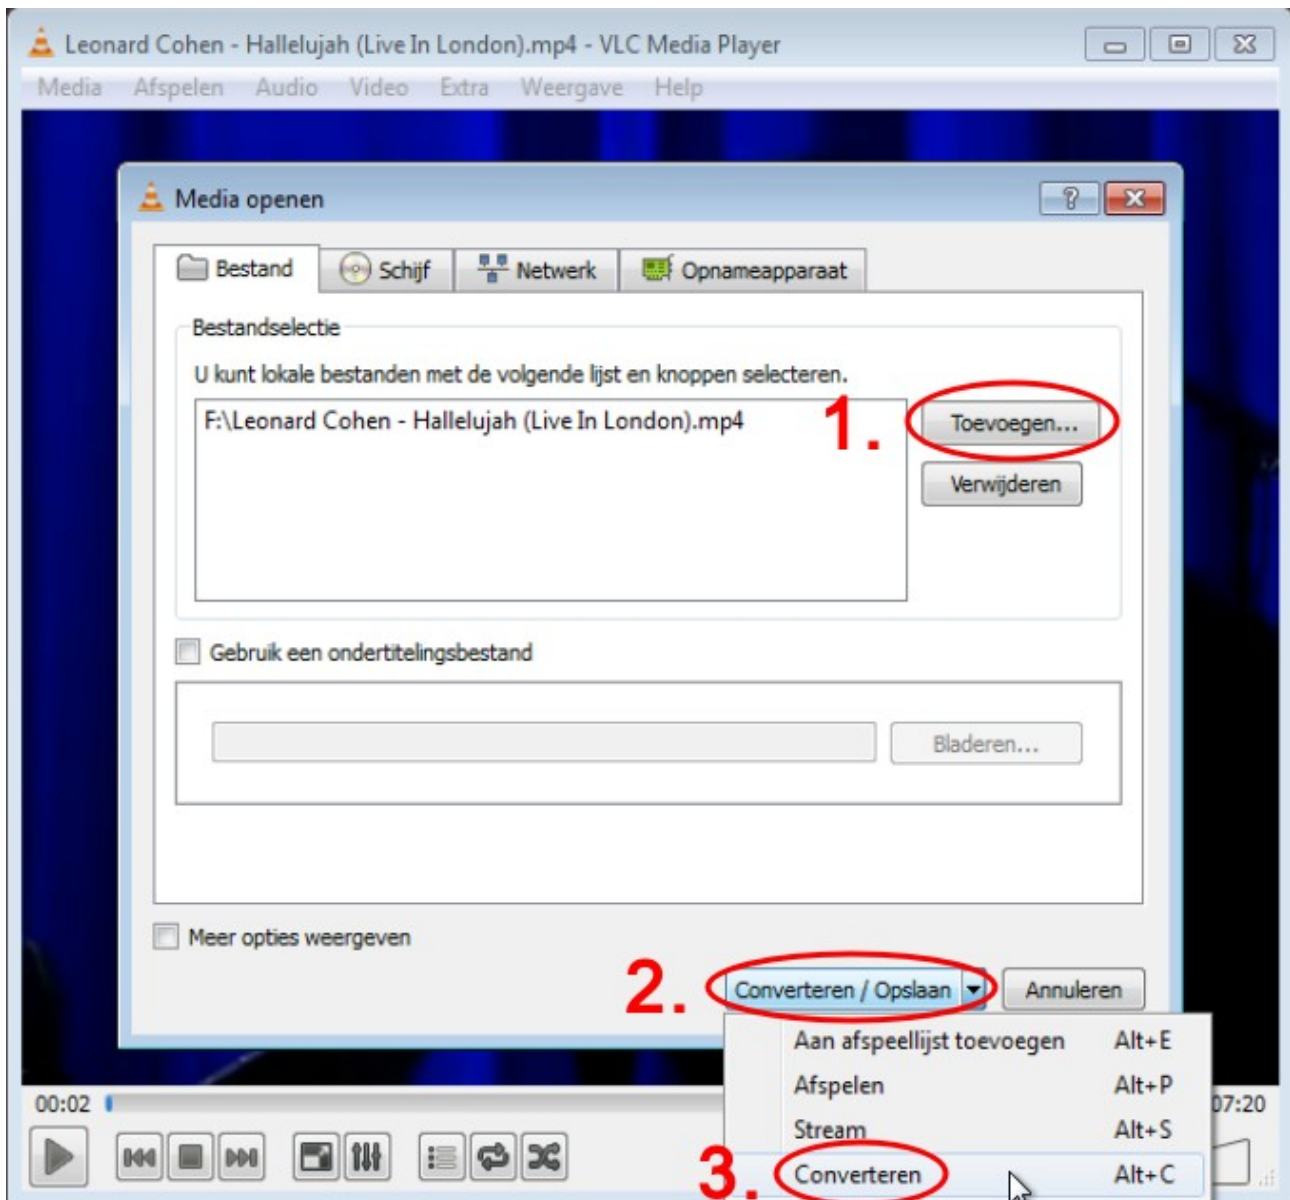 Leonard Cohen - Hallelujah (Live In London).mp4 - VLC Media Player
Media Afspelen Audio Video Extra Weergave Help
Media openen
Bestand Schijf Netwerk Opnameapparaat
Bestandselectie
U kunt lokale bestanden met de volgende lijst en knoppen selecteren.
F:\Leonard Cohen - Hallelujah (Live In London).mp4
1. Toevoegen...
Verwijderen
Gebruik een ondertitelingsbestand
Bladeren...
Meer opties weergeven
2. Converteren / Opslaan Annuleren
Aan afspeellijst toevoegen Alt+E
Afspelen Alt+P
00:02 07:20
Stream Alt+S
3. Converteren Alt+C